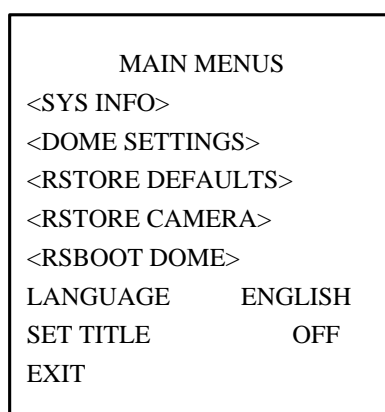 MAIN MENUS
<SYS INFO>
<DOME SETTINGS>
<RSTORE DEFAULTS>
<RSTORE CAMERA>
<RSBOOT DOME>
LANGUAGE ENGLISH
SET TITLE OFF
EXIT